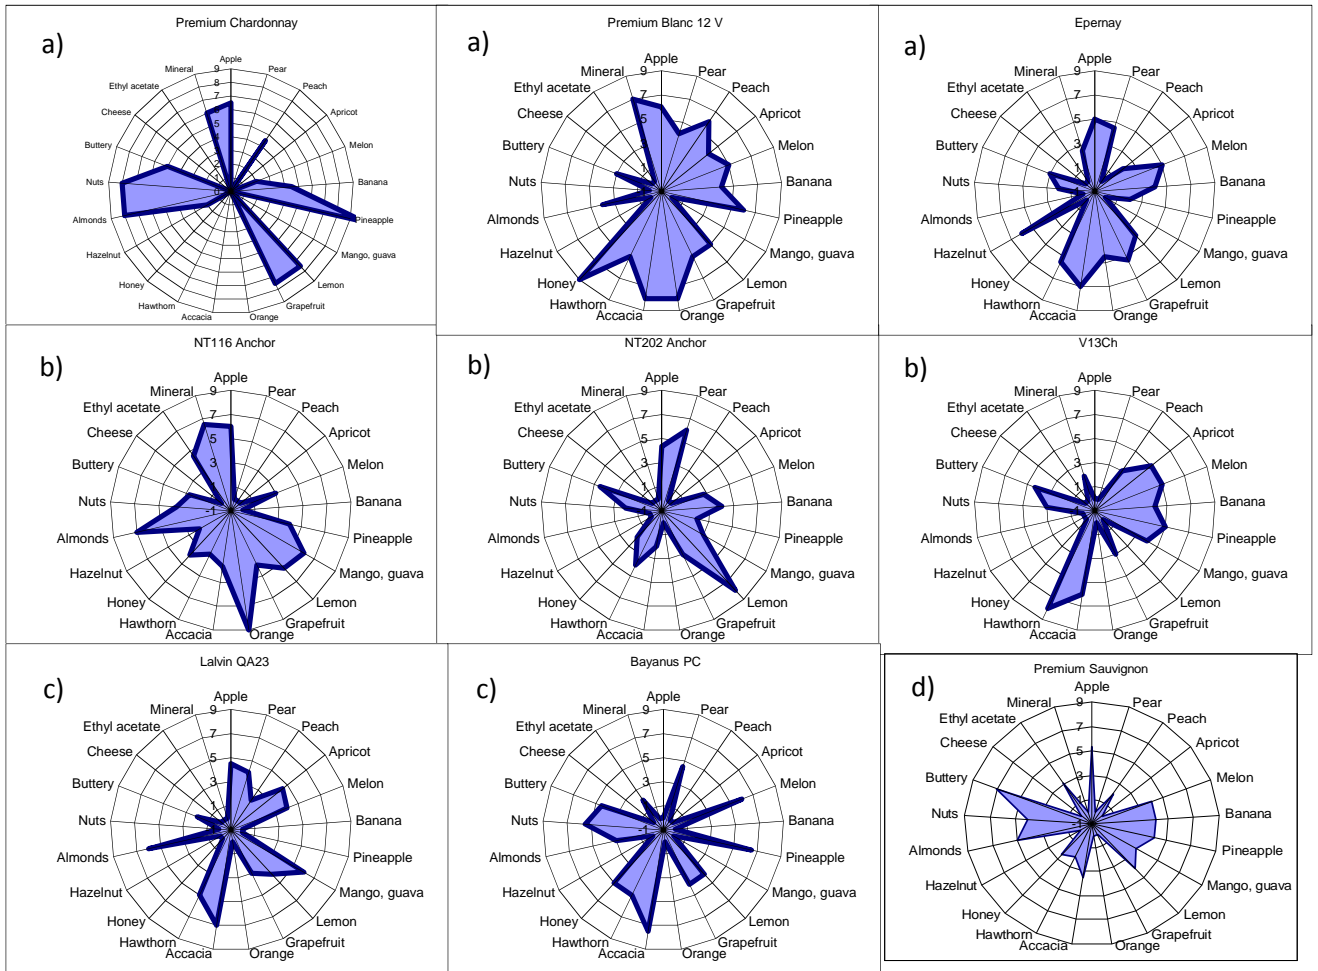 Premium Chardonnay
a)
Apple
Pear
Peach
Apricot
Melon
Banana
Pineapple
Mango, guava
Lemon
Grapefruit
Orange
Accacia
Hawthorn
Honey
Hazelnut
Almonds
Nuts
Buttery
Cheese
Ethyl acetate
Mineral
9
8
7
6
5
4
3
2
1
0
Premium Blanc 12 V
a)
Apple
Pear
Peach
Apricot
Melon
Banana
Pineapple
Mango, guava
Lemon
Grapefruit
Orange
Accacia
Hawthorn
Honey
Hazelnut
Almonds
Nuts
Buttery
Cheese
Ethyl acetate
Mineral
9
7
5
3
1
-1
Epernay
a)
Apple
Pear
Peach
Apricot
Melon
Banana
Pineapple
Mango, guava
Lemon
Grapefruit
Orange
Accacia
Hawthorn
Honey
Hazelnut
Almonds
Nuts
Buttery
Cheese
Ethyl acetate
Mineral
9
7
5
3
1
-1
NT116 Anchor
b)
Apple
Pear
Peach
Apricot
Melon
Banana
Pineapple
Mango, guava
Lemon
Grapefruit
Orange
Accacia
Hawthorn
Honey
Hazelnut
Almonds
Nuts
Buttery
Cheese
Ethyl acetate
Mineral
9
7
5
3
1
-1
NT202 Anchor
b)
Apple
Pear
Peach
Apricot
Melon
Banana
Pineapple
Mango, guava
Lemon
Grapefruit
Orange
Accacia
Hawthorn
Honey
Hazelnut
Almonds
Nuts
Buttery
Cheese
Ethyl acetate
Mineral
9
7
5
3
1
-1
V13Ch
b)
Apple
Pear
Peach
Apricot
Melon
Banana
Pineapple
Mango, guava
Lemon
Grapefruit
Orange
Accacia
Hawthorn
Honey
Hazelnut
Almonds
Nuts
Buttery
Cheese
Ethyl acetate
Mineral
9
7
5
3
1
-1
Lalvin QA23
c)
Apple
Pear
Peach
Apricot
Melon
Banana
Pineapple
Mango, guava
Lemon
Grapefruit
Orange
Accacia
Hawthorn
Honey
Hazelnut
Almonds
Nuts
Buttery
Cheese
Ethyl acetate
Mineral
9
7
5
3
1
-1
Bayanus PC
c)
Apple
Pear
Peach
Apricot
Melon
Banana
Pineapple
Mango, guava
Lemon
Grapefruit
Orange
Accacia
Hawthorn
Honey
Hazelnut
Almonds
Nuts
Buttery
Cheese
Ethyl acetate
Mineral
9
7
5
3
1
-1
Premium Sauvignon
d)
Apple
Pear
Peach
Apricot
Melon
Banana
Pineapple
Mango, guava
Lemon
Grapefruit
Orange
Accacia
Hawthorn
Honey
Hazelnut
Almonds
Nuts
Buttery
Cheese
Ethyl acetate
Mineral
9
7
5
3
1
-1